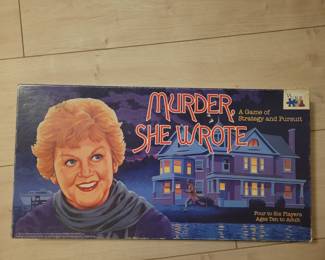 MURDER,
SHE WROTE
A Game of
Strategy and Pursuit
Four to Six Players
Ages Ten to Adult